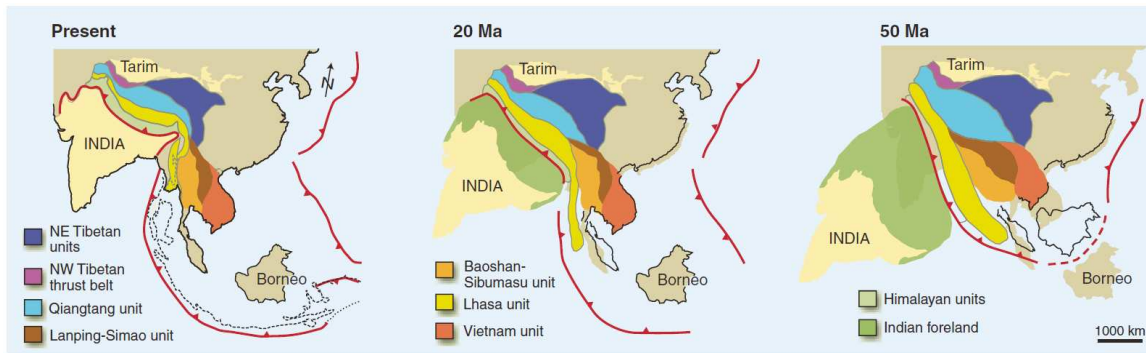 Present
Tarim
N
INDIA
Borneo
NE Tibetan
units
NW Tibetan
thrust belt
Qiangtang unit
Lanping-Simao unit
20 Ma
Tarim
INDIA
Borneo
Baoshan-
Sibumasu unit
Lhasa unit
Vietnam unit
50 Ma
Tarim
INDIA
Borneo
Himalayan units
Indian foreland
1000 km